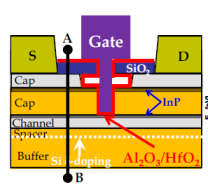 A
Gate
S
D
SiO₂
Cap
Cap
InP
Channel
Spacer
Buffer
Si δ-doping
Al₂O₃/HfO₂
B